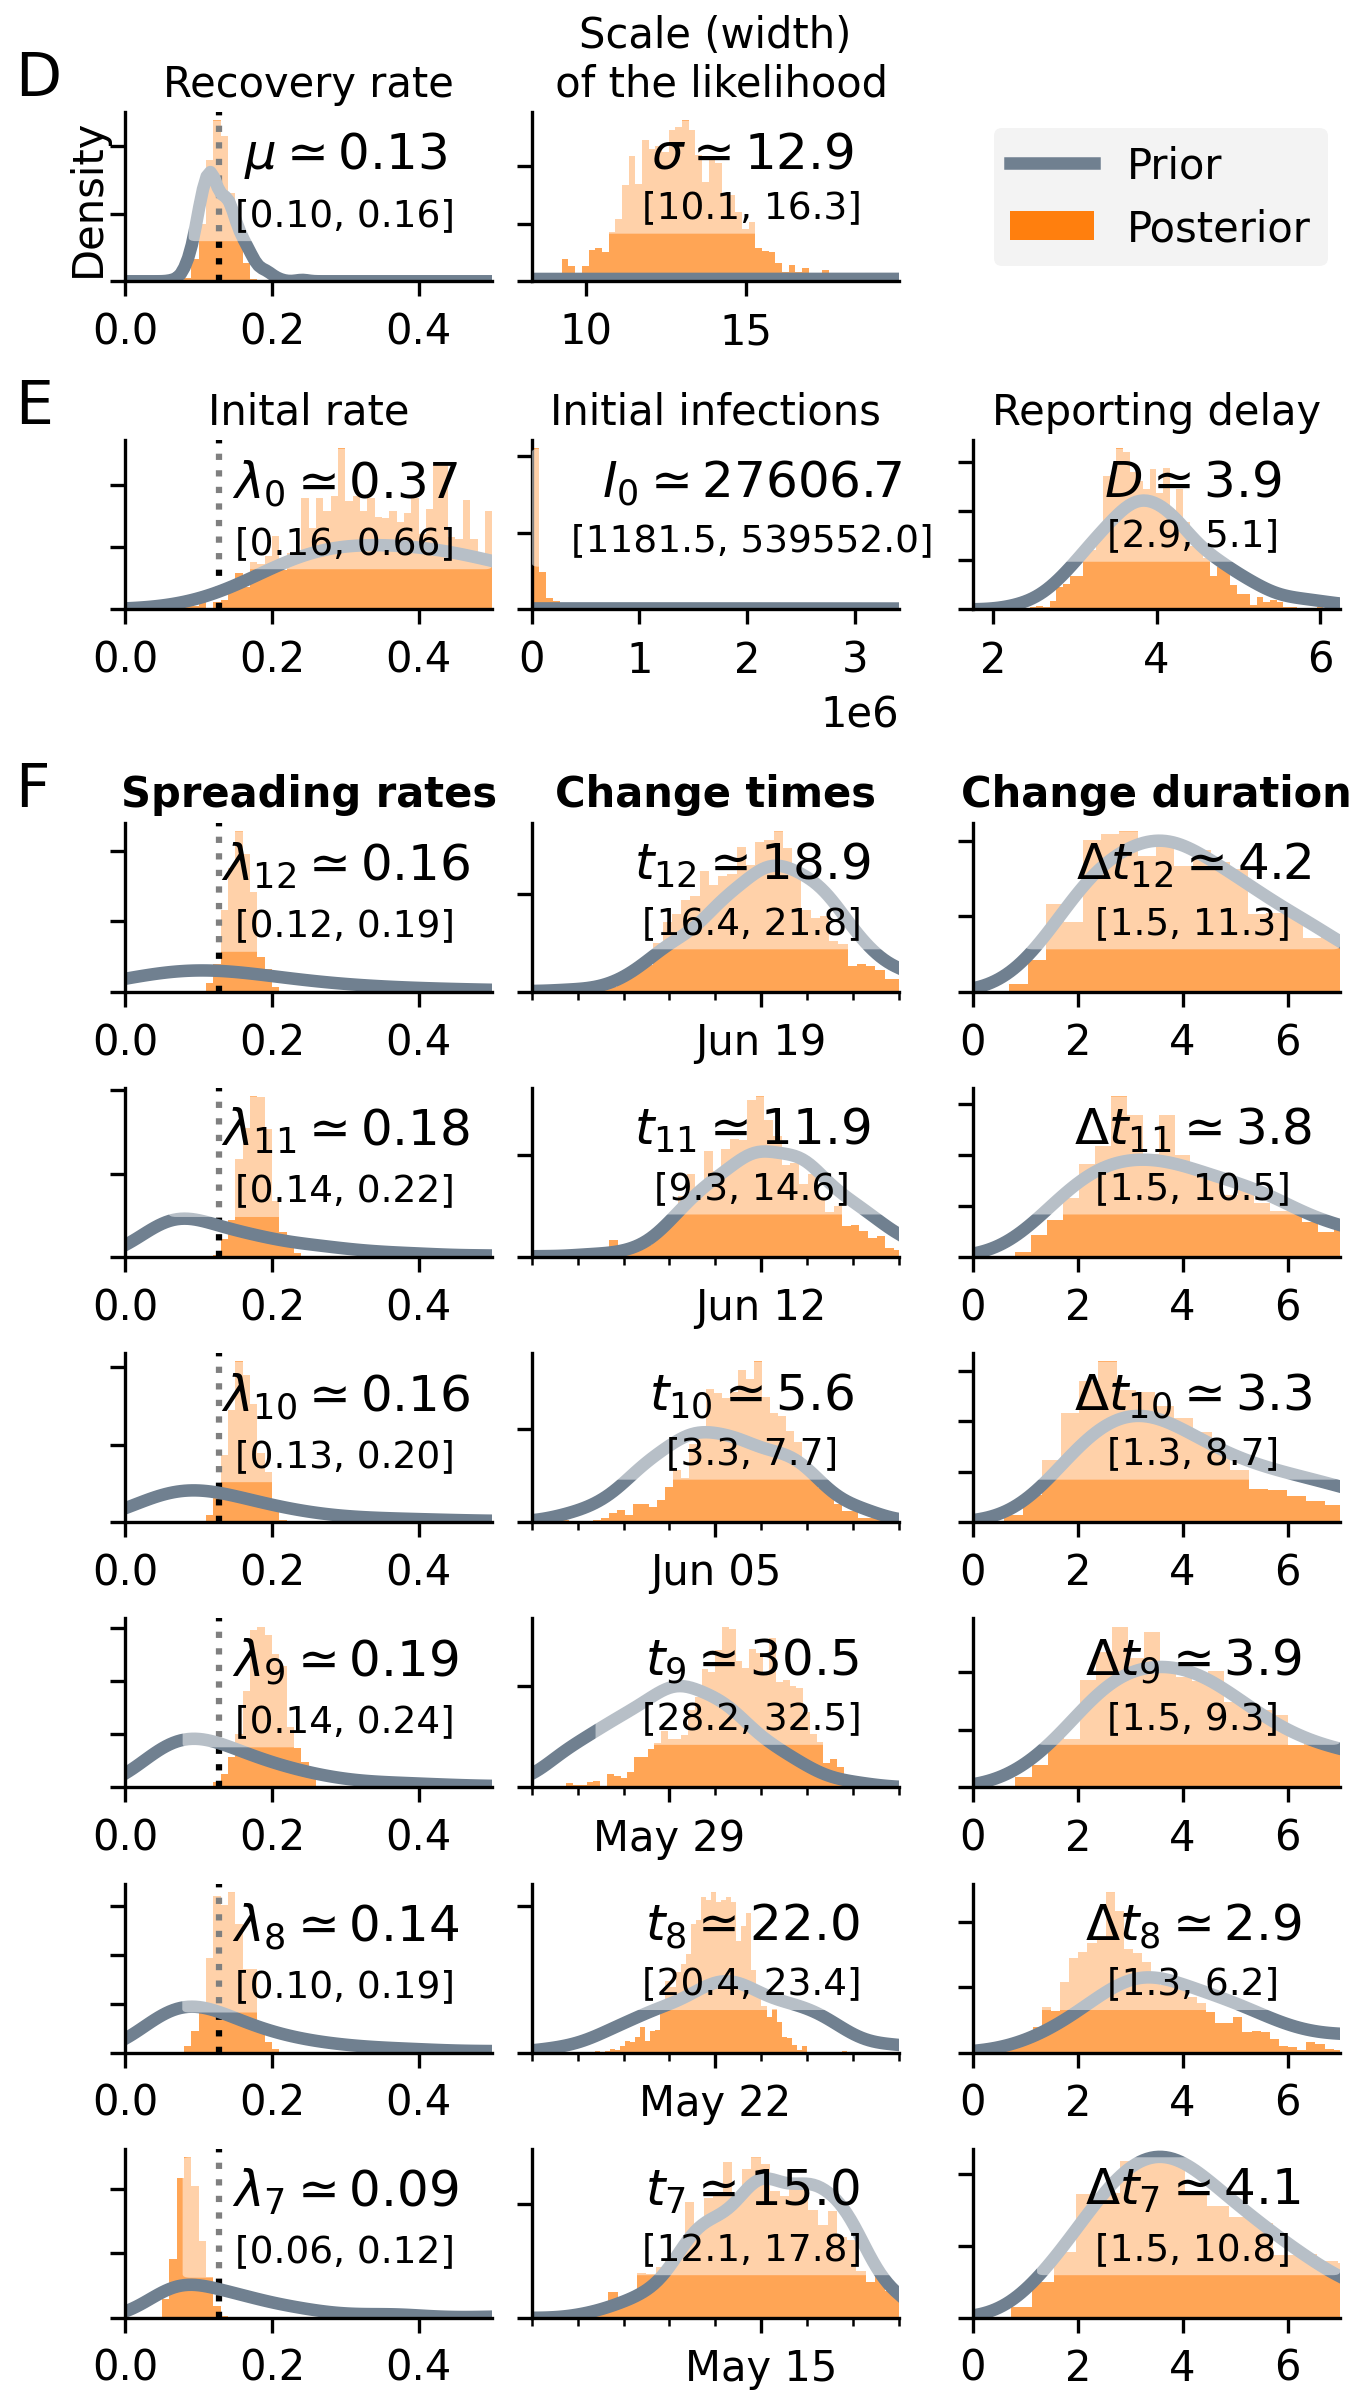 D
Recovery rate
Scale (width)
of the likelihood
Density
μ ≃ 0.13
[0.10, 0.16]
0.0 0.2 0.4
σ ≃ 12.9
[10.1, 16.3]
10 15
Prior
Posterior
E
Inital rate
λ0 ≃ 0.37
[0.16, 0.66]
0.0 0.2 0.4
Initial infections
I0 ≃ 27606.7
[1181.5, 539552.0]
0 1 2 3
1e6
Reporting delay
D ≃ 3.9
[2.9, 5.1]
2 4 6
F
Spreading rates
Change times
Change duration
λ12 ≃ 0.16
[0.12, 0.19]
0.0 0.2 0.4
t12 ≃ 18.9
[16.4, 21.8]
Jun 19
Δt12 ≃ 4.2
[1.5, 11.3]
0 2 4 6
λ11 ≃ 0.18
[0.14, 0.22]
0.0 0.2 0.4
t11 ≃ 11.9
[9.3, 14.6]
Jun 12
Δt11 ≃ 3.8
[1.5, 10.5]
0 2 4 6
λ10 ≃ 0.16
[0.13, 0.20]
0.0 0.2 0.4
t10 ≃ 5.6
[3.3, 7.7]
Jun 05
Δt10 ≃ 3.3
[1.3, 8.7]
0 2 4 6
λ9 ≃ 0.19
[0.14, 0.24]
0.0 0.2 0.4
t9 ≃ 30.5
[28.2, 32.5]
May 29
Δt9 ≃ 3.9
[1.5, 9.3]
0 2 4 6
λ8 ≃ 0.14
[0.10, 0.19]
0.0 0.2 0.4
t8 ≃ 22.0
[20.4, 23.4]
May 22
Δt8 ≃ 2.9
[1.3, 6.2]
0 2 4 6
λ7 ≃ 0.09
[0.06, 0.12]
0.0 0.2 0.4
t7 ≃ 15.0
[12.1, 17.8]
May 15
Δt7 ≃ 4.1
[1.5, 10.8]
0 2 4 6